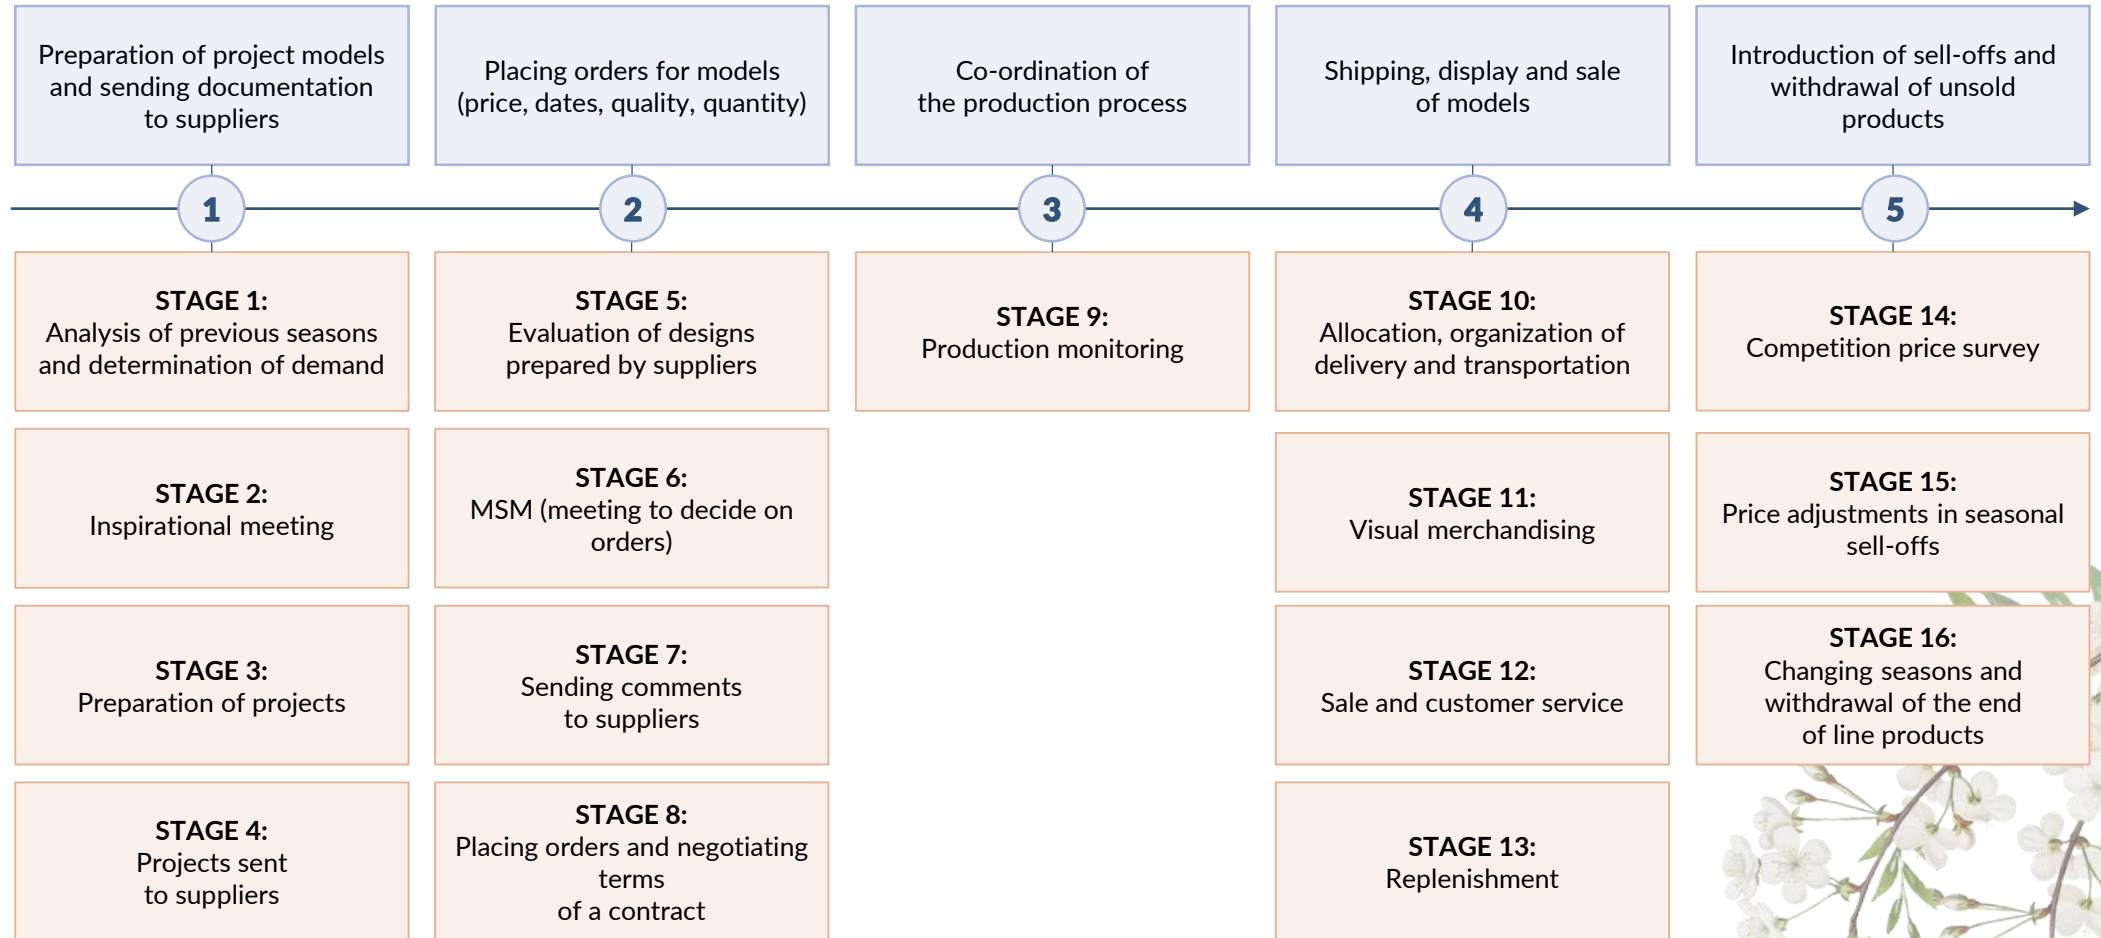 Preparation of project models
and sending documentation
to suppliers
Placing orders for models
(price, dates, quality, quantity)
Co-ordination of
the production process
Shipping, display and sale
of models
Introduction of sell-offs and
withdrawal of unsold
products
1
2
3
4
5
STAGE 1:
Analysis of previous seasons
and determination of demand
STAGE 2:
Inspirational meeting
STAGE 3:
Preparation of projects
STAGE 4:
Projects sent
to suppliers
STAGE 5:
Evaluation of designs
prepared by suppliers
STAGE 6:
MSM (meeting to decide on
orders)
STAGE 7:
Sending comments
to suppliers
STAGE 8:
Placing orders and negotiating
terms
of a contract
STAGE 9:
Production monitoring
STAGE 10:
Allocation, organization of
delivery and transportation
STAGE 11:
Visual merchandising
STAGE 12:
Sale and customer service
STAGE 13:
Replenishment
STAGE 14:
Competition price survey
STAGE 15:
Price adjustments in seasonal
sell-offs
STAGE 16:
Changing seasons and
withdrawal of the end
of line products